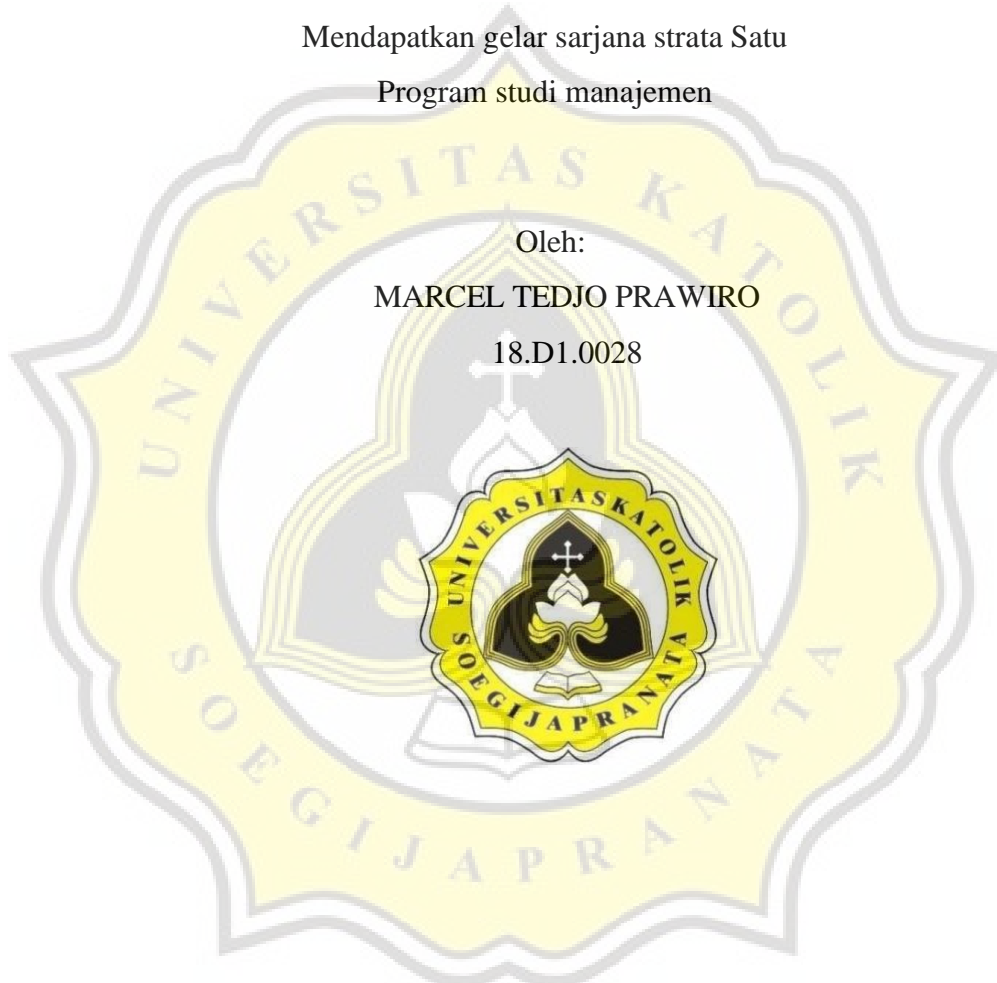 Mendapatkan gelar sarjana strata Satu
Program studi manajemen
Oleh:
MARCEL TEDJO PRAWIRO
18.D1.0028
UNIVERSITAS KATOLIK
SOEGIJAPRANATA
UNIVERSITAS KATOLIK
SOEGIJAPRANATA